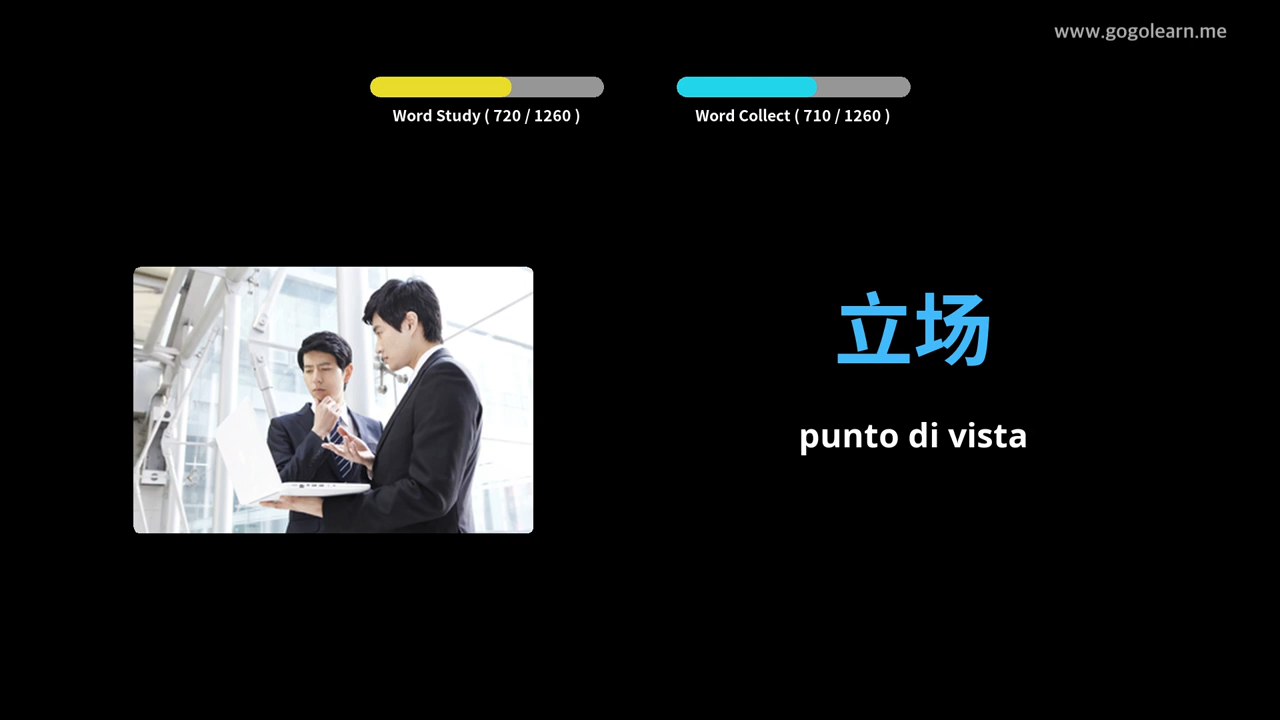 www.gogolearn.me
Word Study ( 720 / 1260 )
Word Collect ( 710 / 1260 )
立场
punto di vista